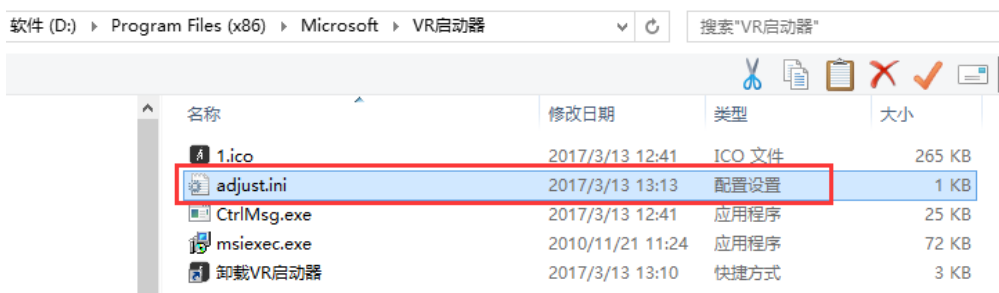 软件 (D:) Program Files (x86) Microsoft VR启动器 搜索"VR启动器"
名称 修改日期 类型 大小
1.ico 2017/3/13 12:41 ICO 文件 265 KB
adjust.ini 2017/3/13 13:13 配置设置 1 KB
CtrlMsg.exe 2017/3/13 12:41 应用程序 25 KB
msiexec.exe 2010/11/21 11:24 应用程序 72 KB
卸载VR启动器 2017/3/13 13:10 快捷方式 3 KB